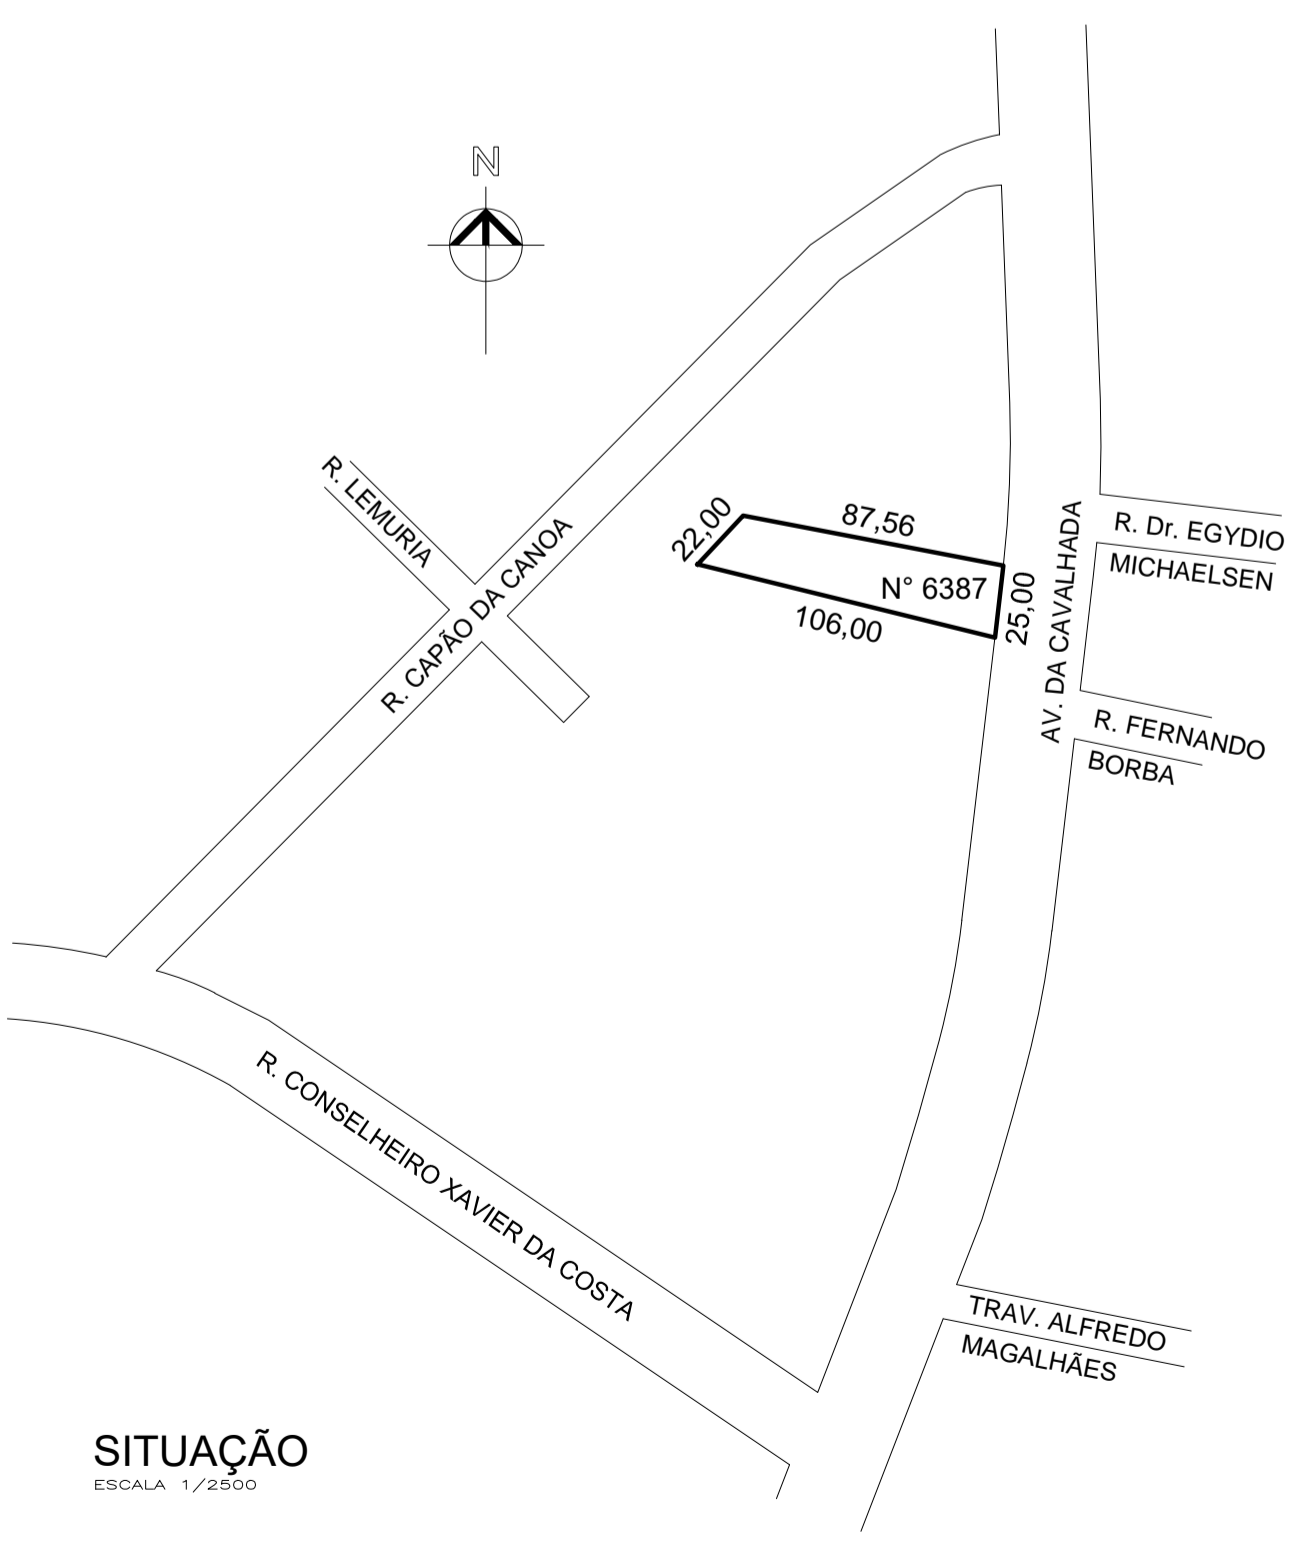 N
R. LEMURIA
R. CAPÃO DA CANOA
22,00
87,56
N° 6387
106,00
25,00
AV. DA CAVALHADA
R. Dr. EGYDIO
MICHAELSEN
R. FERNANDO
BORBA
R. CONSELHEIRO XAVIER DA COSTA
TRAV. ALFREDO
MAGALHÃES
SITUAÇÃO
ESCALA 1/2500